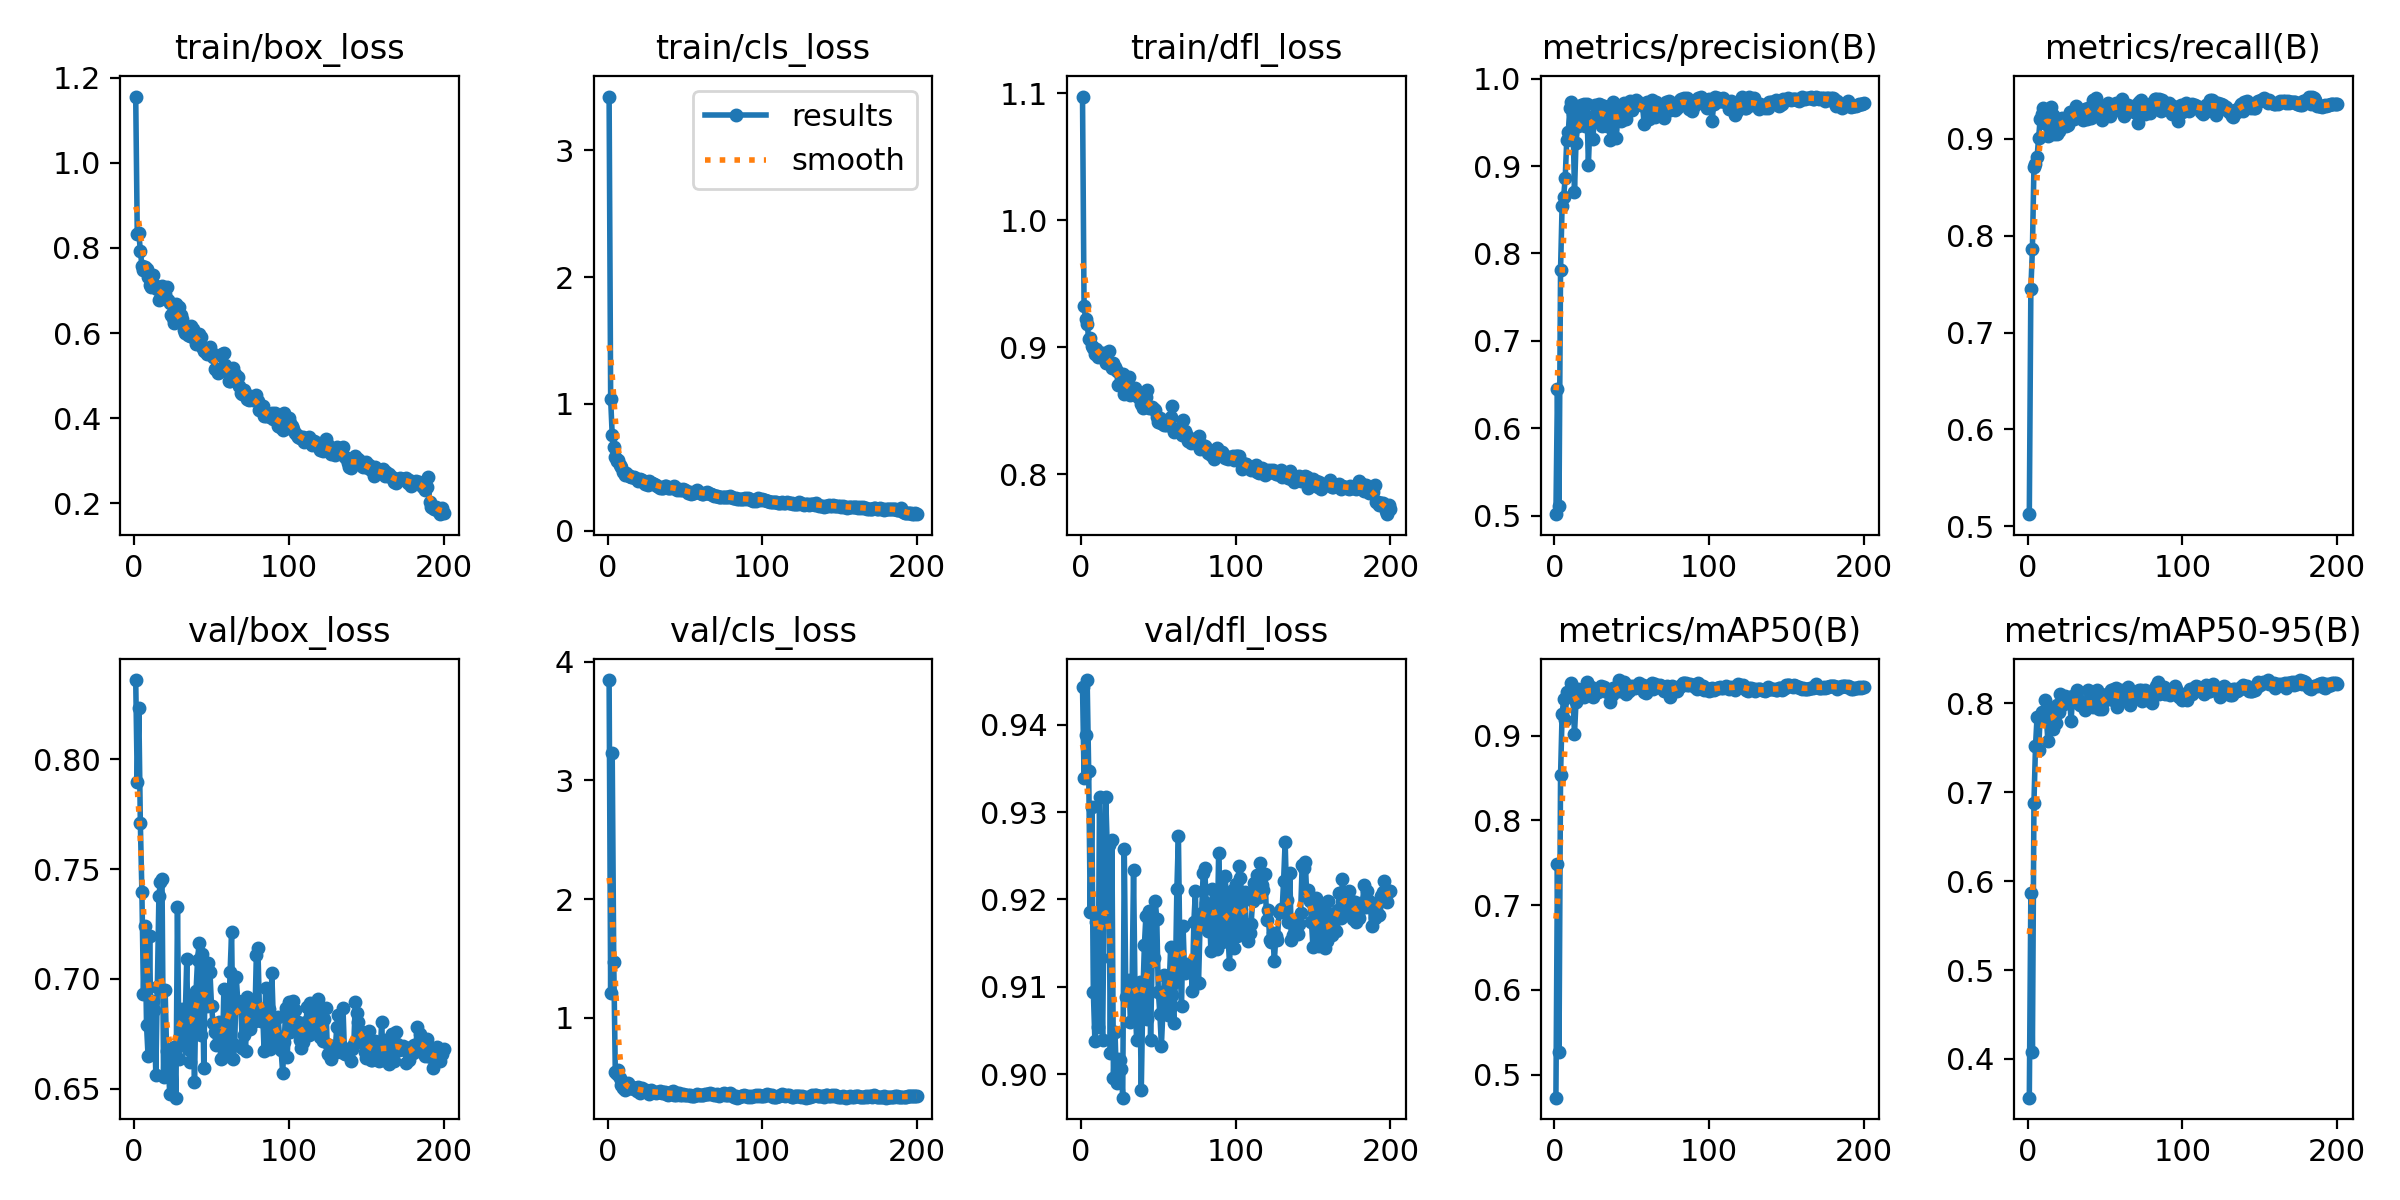 train/box_loss
1.2
1.0
0.8
0.6
0.4
0.2
0 100 200
train/cls_loss
results
smooth
3
2
1
0
0 100 200
train/dfl_loss
1.1
1.0
0.9
0.8
0 100 200
metrics/precision(B)
1.0
0.9
0.8
0.7
0.6
0.5
0 100 200
metrics/recall(B)
0.9
0.8
0.7
0.6
0.5
0 100 200
val/box_loss
0.80
0.75
0.70
0.65
0 100 200
val/cls_loss
4
3
2
1
0 100 200
val/dfl_loss
0.94
0.93
0.92
0.91
0.90
0 100 200
metrics/mAP50(B)
0.9
0.8
0.7
0.6
0.5
0 100 200
metrics/mAP50-95(B)
0.8
0.7
0.6
0.5
0.4
0 100 200